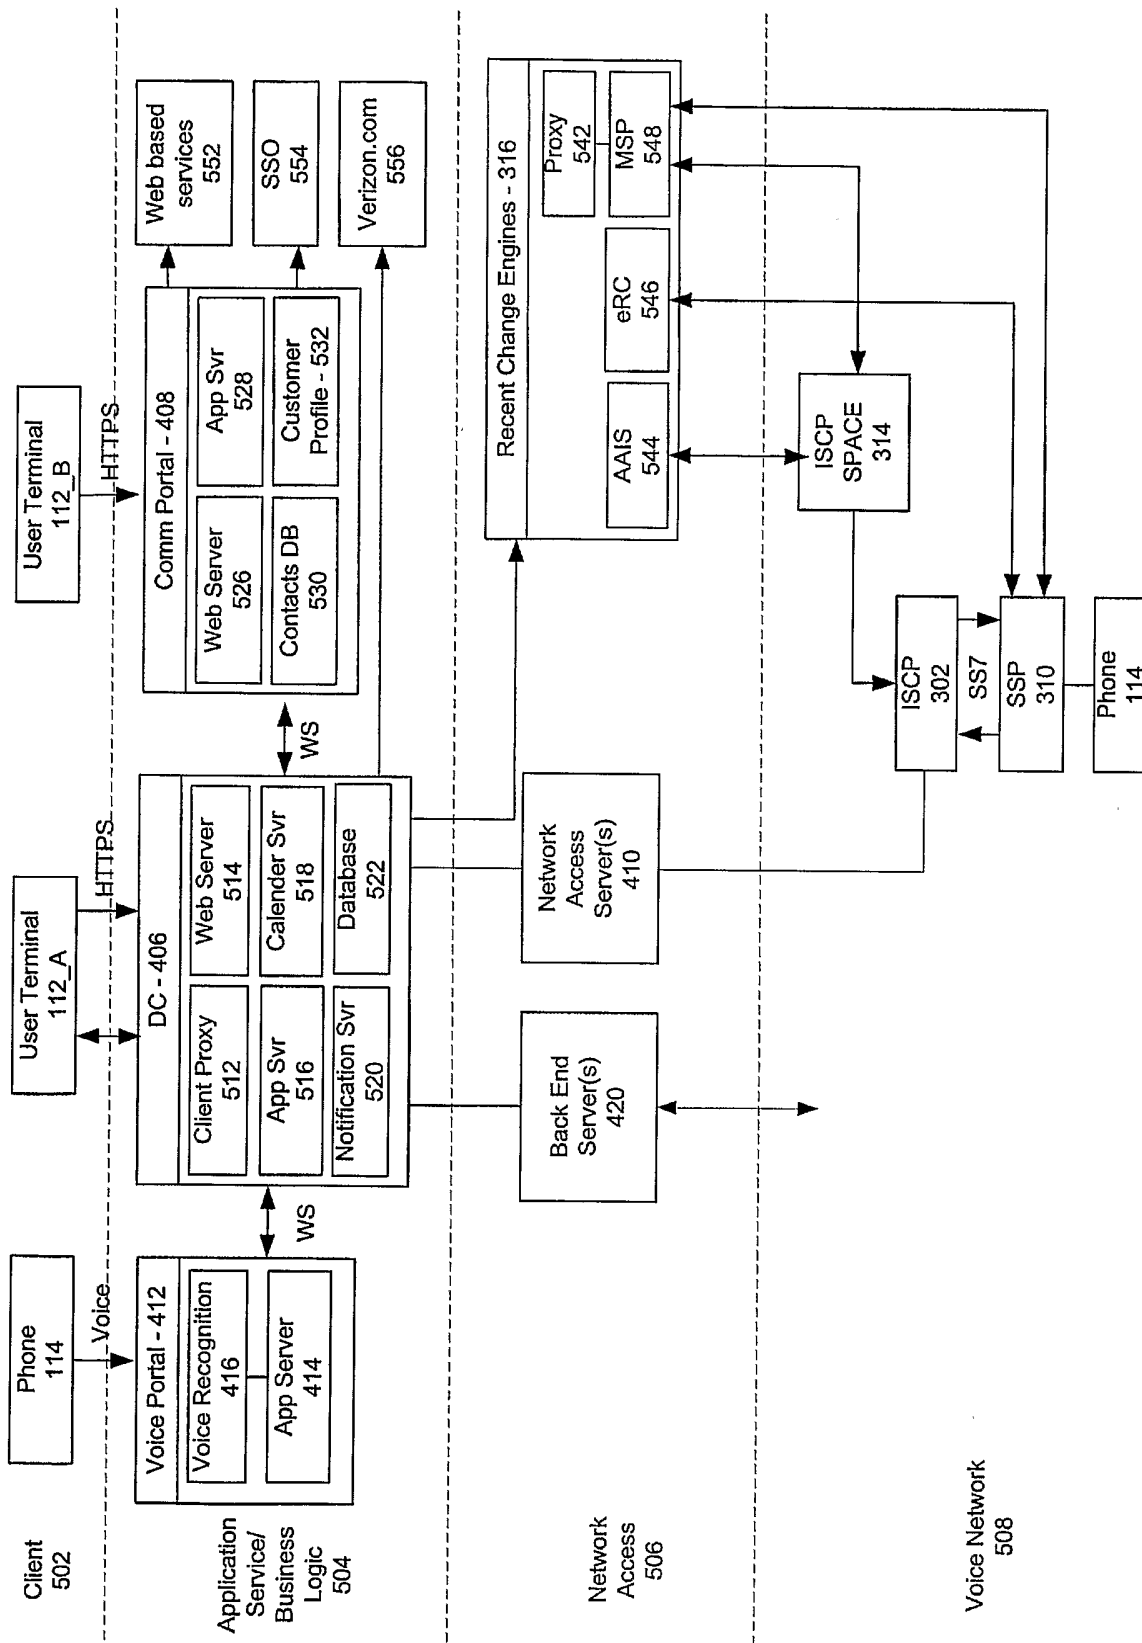 Client
502
Phone
114
User Terminal
112_A
User Terminal
112_B
Voice
HTTPS
HTTPS
Application
Service/
Business
Logic
504
Voice Portal - 412
Voice Recognition
416
App Server
414
WS
DC - 406
Client Proxy
512
Web Server
514
App Svr
516
Calender Svr
518
Notification Svr
520
Database
522
WS
Comm Portal - 408
Web Server
526
App Svr
528
Contacts DB
530
Customer
Profile - 532
Web based
services
552
SSO
554
Verizon.com
556
Network
Access
506
Back End
Server(s)
420
Network
Access
Server(s)
410
Recent Change Engines - 316
Proxy
542
AAIS
544
eRC
546
MSP
548
Voice Network
508
ISCP
SPACE
314
ISCP
302
SS7
SSP
310
Phone
114